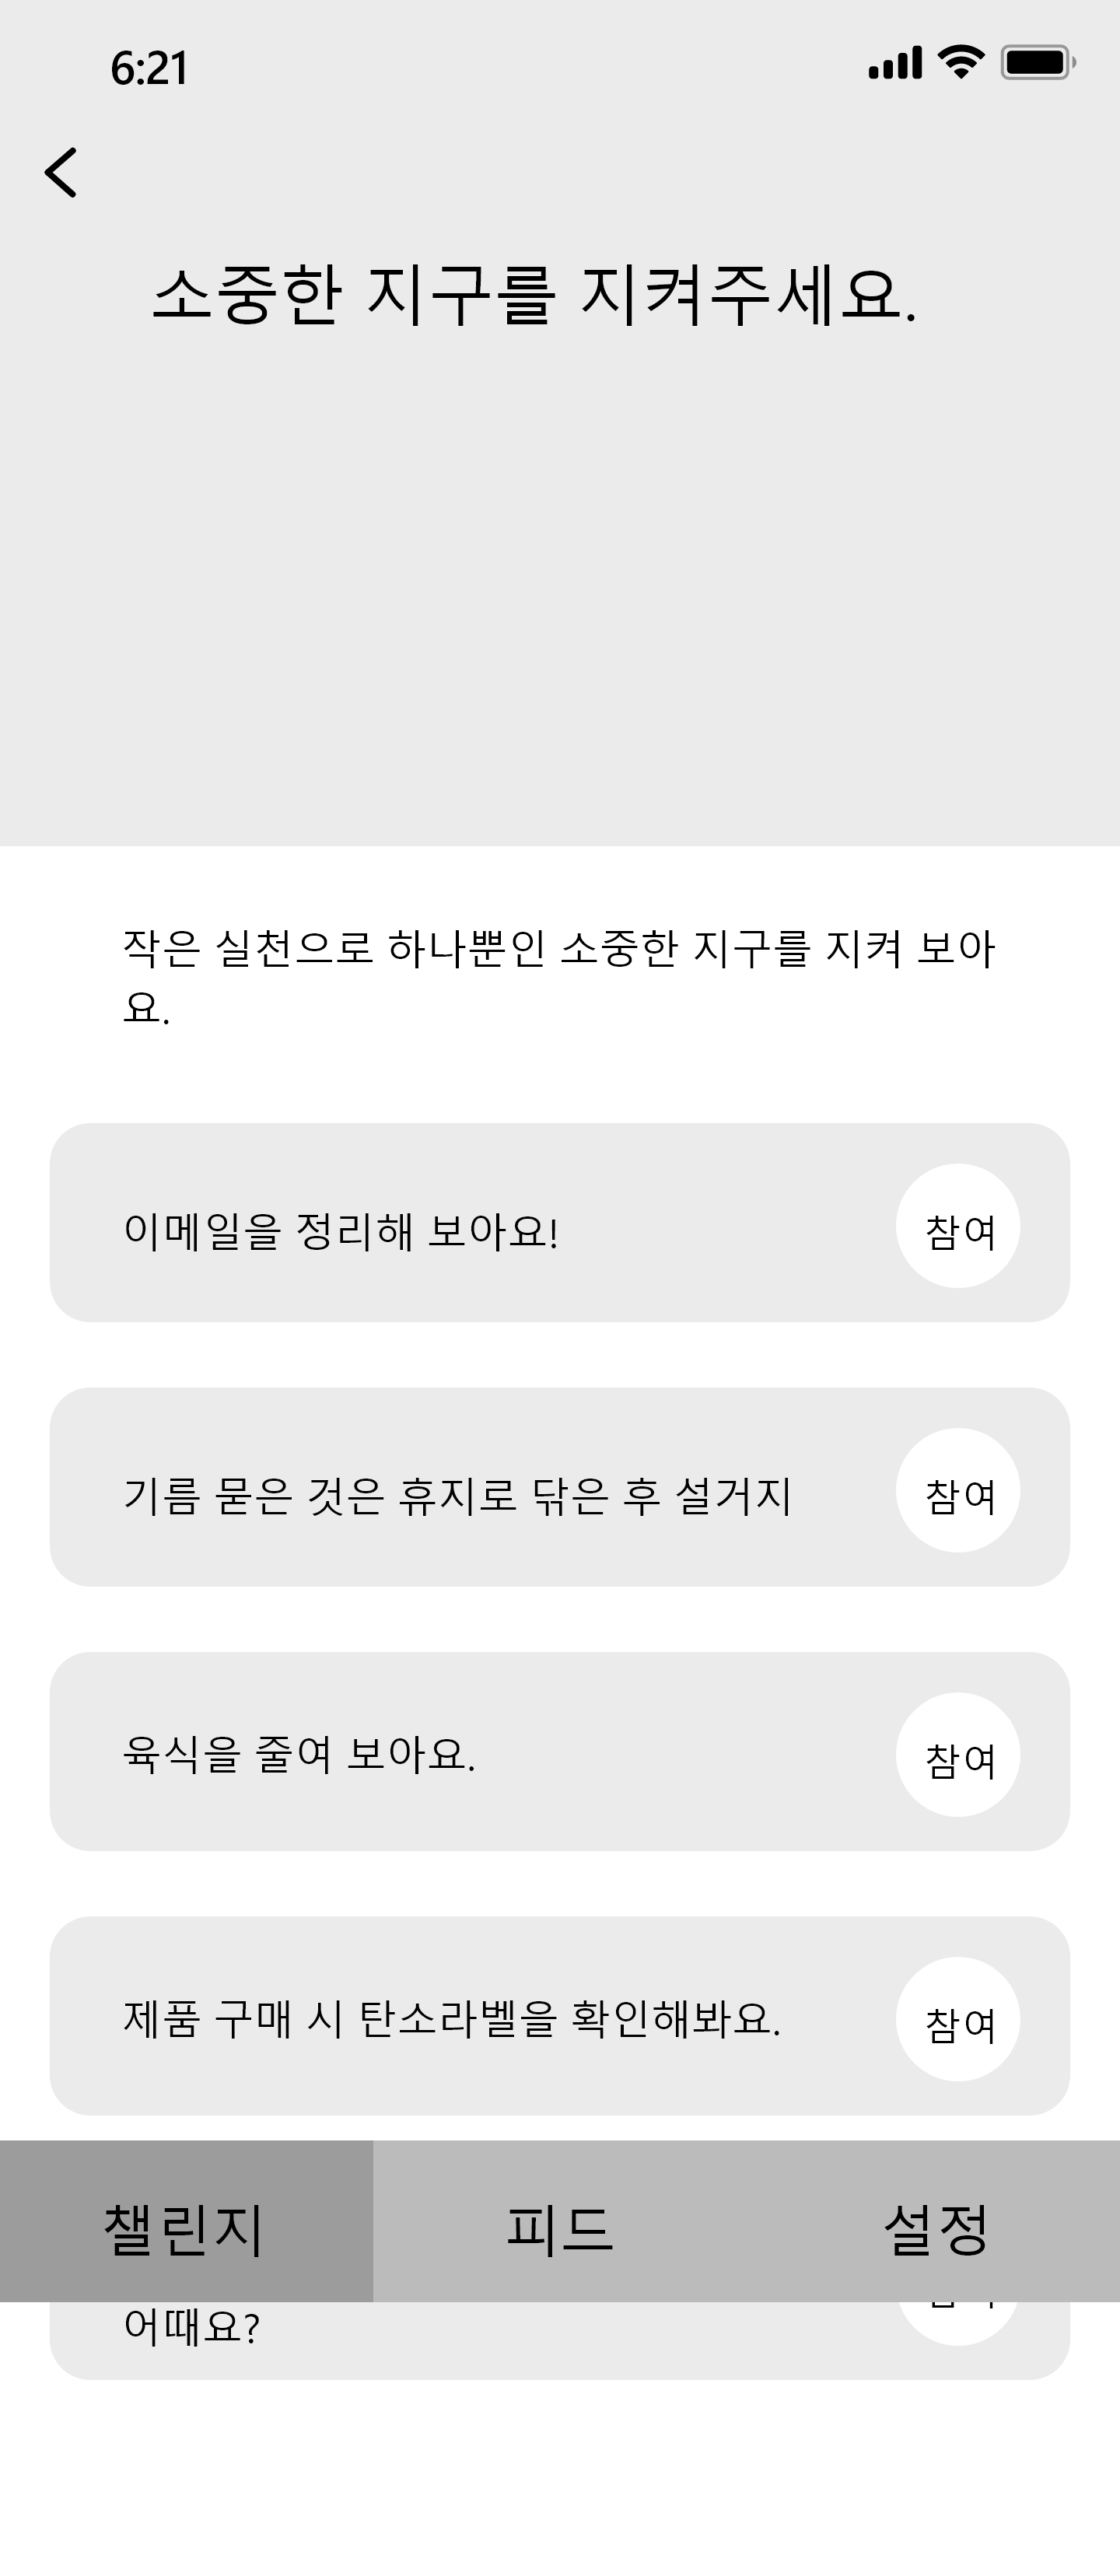 6:21
소중한 지구를 지켜주세요.
작은 실천으로 하나뿐인 소중한 지구를 지켜 보아
요.
이메일을 정리해 보아요!
참여
기름 묻은 것은 휴지로 닦은 후 설거지
참여
육식을 줄여 보아요.
참여
제품 구매 시 탄소라벨을 확인해봐요.
참여
챌린지
피드
설정
어때요?